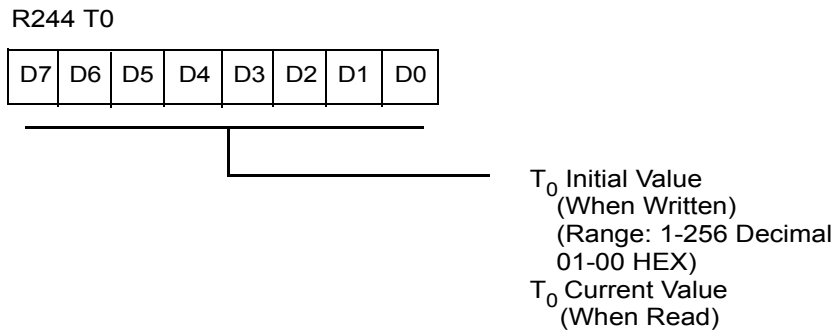 R244 T0
D7 D6 D5 D4 D3 D2 D1 D0
T0 Initial Value
(When Written)
(Range: 1-256 Decimal
01-00 HEX)
T0 Current Value
(When Read)